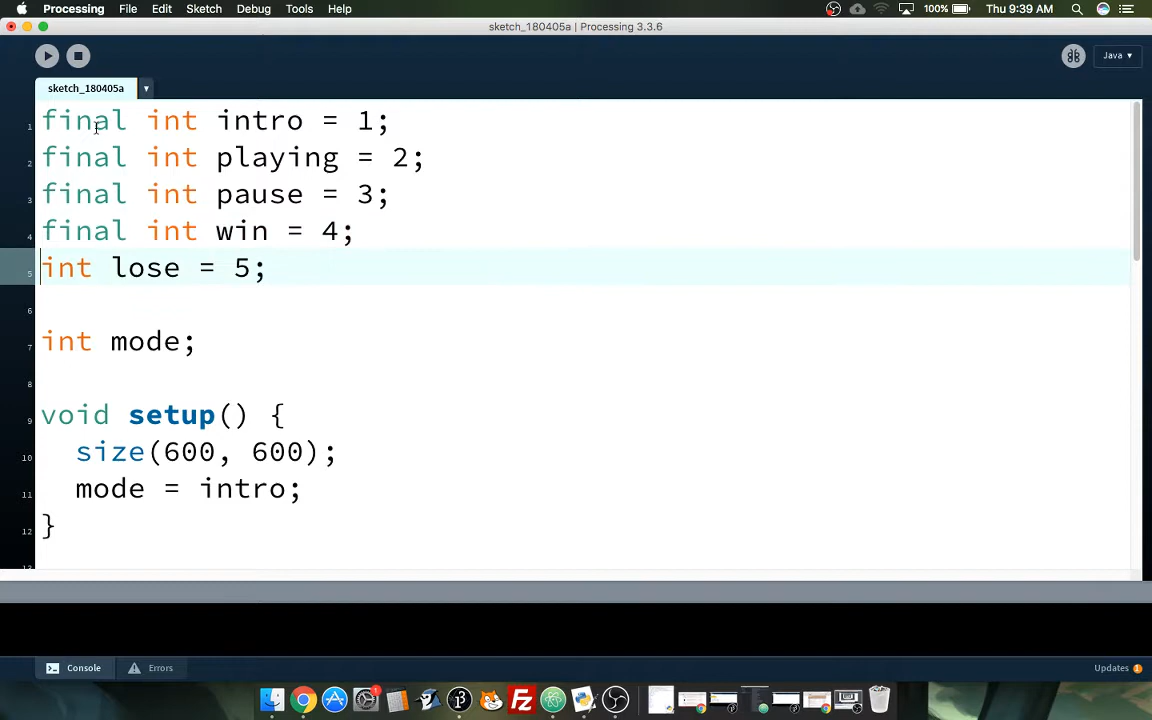 Processing File Edit Sketch Debug Tools Help 100% Thu 9:39 AM
sketch_180405a | Processing 3.3.6
Java ▾
sketch_180405a
1 final int intro = 1;
2 final int playing = 2;
3 final int pause = 3;
4 final int win = 4;
5 int lose = 5;
6
7 int mode;
8
9 void setup() {
10 size(600, 600);
11 mode = intro;
12 }
Console Errors Updates 1